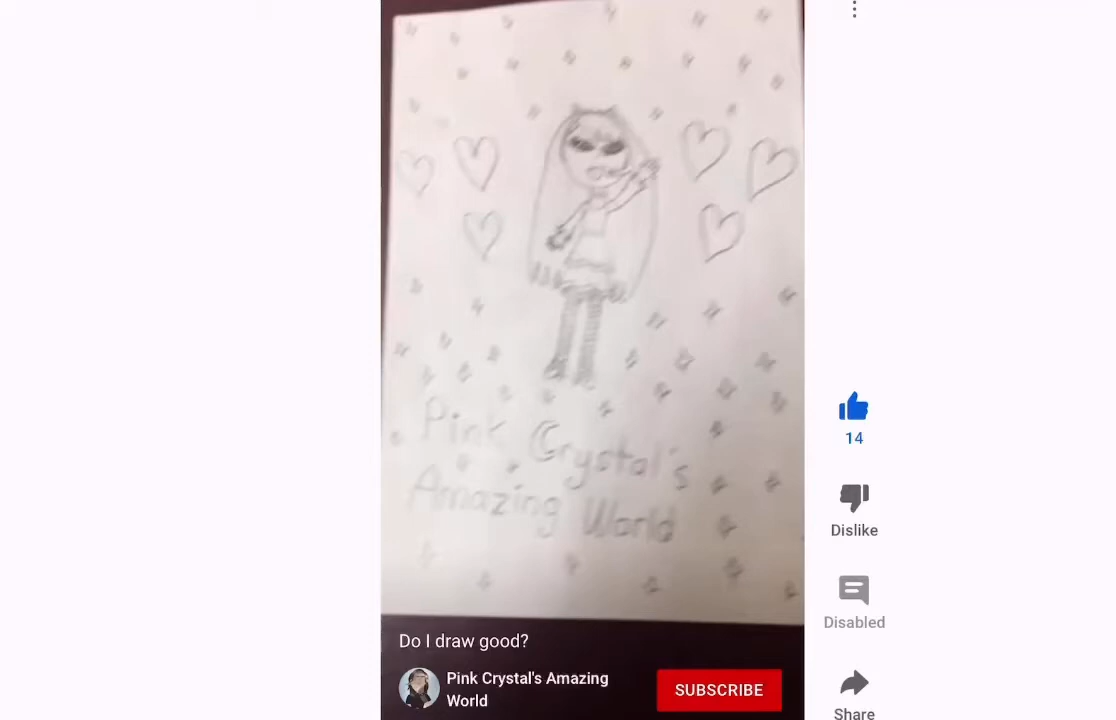 Pink Crystal's
Amazing World
Do I draw good?
Pink Crystal's Amazing
World
SUBSCRIBE
14
Dislike
Disabled
Share